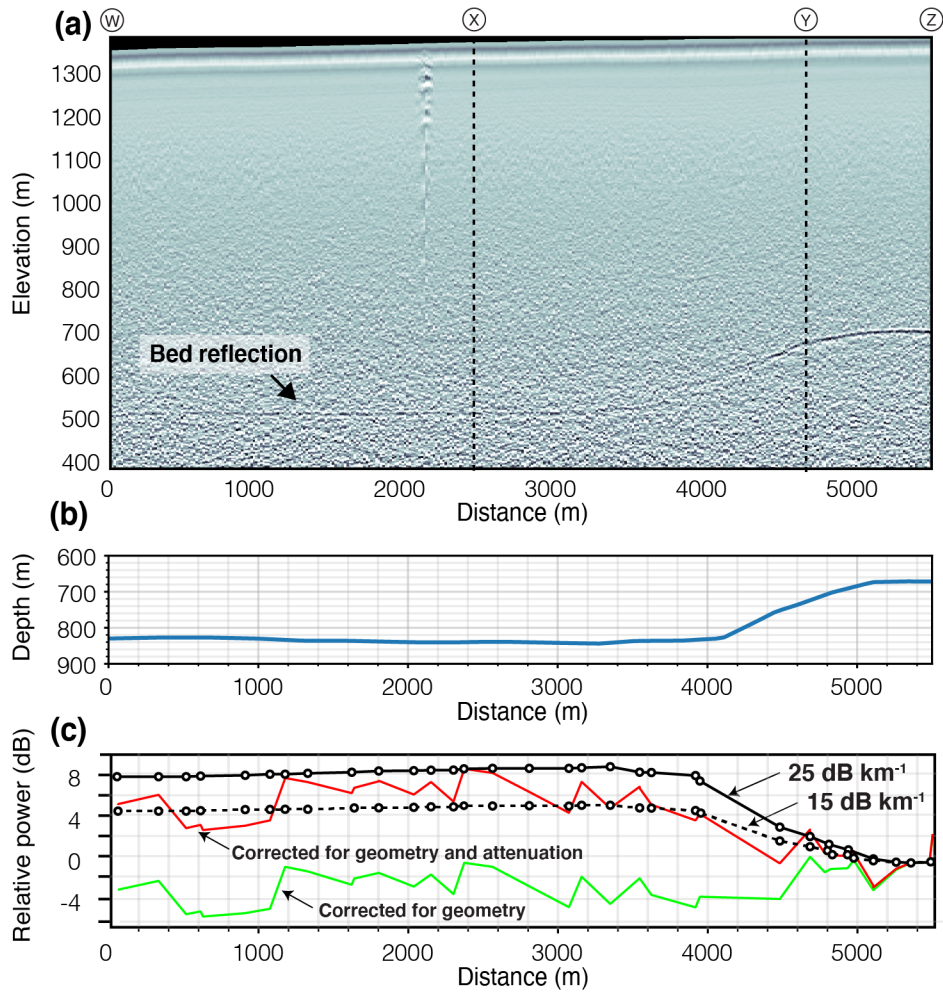 (a) W X Y Z
Elevation (m)
1300
1200
1100
1000
900
800
700
600
500
400
Bed reflection
0 1000 2000 3000 4000 5000
Distance (m)
(b)
Depth (m)
600
700
800
900
0 1000 2000 3000 4000 5000
Distance (m)
(c)
Relative power (dB)
8
4
0
-4
25 dB km⁻¹
15 dB km⁻¹
Corrected for geometry and attenuation
Corrected for geometry
0 1000 2000 3000 4000 5000
Distance (m)